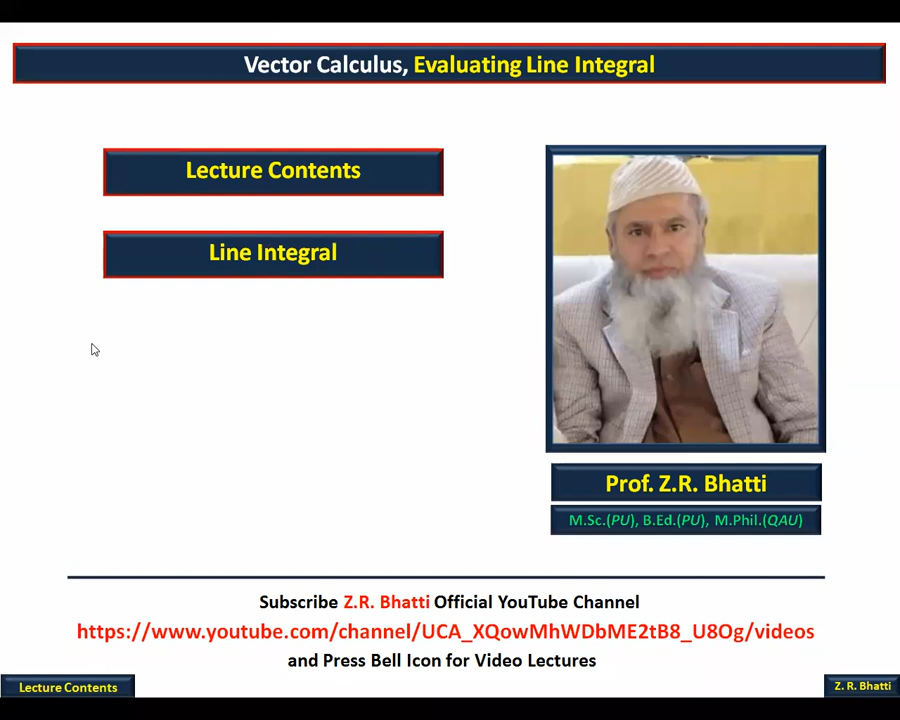 Vector Calculus, Evaluating Line Integral
Lecture Contents
Line Integral
Prof. Z.R. Bhatti
M.Sc.(PU), B.Ed.(PU), M.Phil.(QAU)
Subscribe Z.R. Bhatti Official YouTube Channel
https://www.youtube.com/channel/UCA_XQowMhWDbME2tB8_U8Og/videos
and Press Bell Icon for Video Lectures
Lecture Contents
Z. R. Bhatti